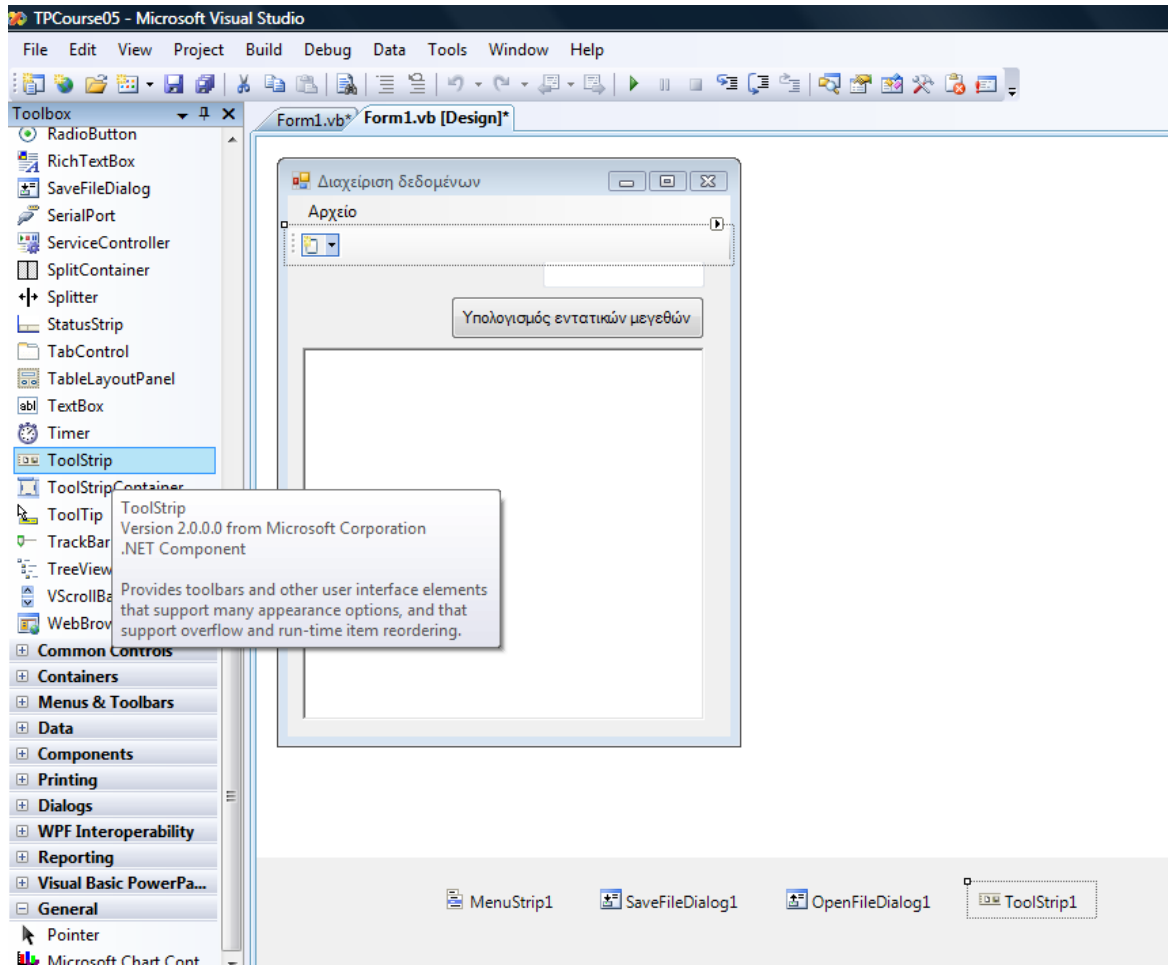 TPCourse05 - Microsoft Visual Studio
File Edit View Project Build Debug Data Tools Window Help
Toolbox
Form1.vb* Form1.vb [Design]*
RadioButton
RichTextBox
SaveFileDialog
SerialPort
ServiceController
SplitContainer
Splitter
StatusStrip
TabControl
TableLayoutPanel
abl TextBox
Timer
ToolStrip
ToolStripContainer
ToolTip
TrackBar
TreeView
VScrollBa
WebBrow
ToolStrip
Version 2.0.0.0 from Microsoft Corporation
.NET Component
Provides toolbars and other user interface elements
that support many appearance options, and that
support overflow and run-time item reordering.
Common Controls
Containers
Menus & Toolbars
Data
Components
Printing
Dialogs
WPF Interoperability
Reporting
Visual Basic PowerPa...
General
Pointer
Microsoft Chart Cont...
Διαχείριση δεδομένων
Αρχείο
Υπολογισμός εντατικών μεγεθών
MenuStrip1 SaveFileDialog1 OpenFileDialog1 ToolStrip1